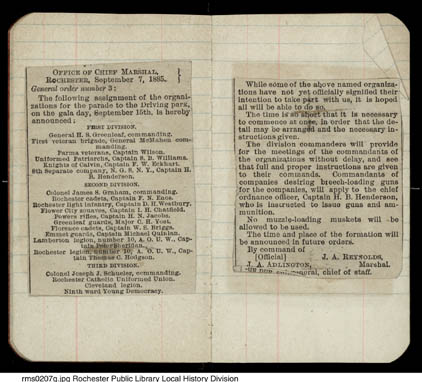 OFFICE OF CHIEF MARSHAL,
ROCHESTER, September 7, 1885.
General order number 3:
The following assignment of the organi-
zations for the parade to the Driving park,
on the gala day, September 15th, is hereby
announced:
FIRST DIVISION.
General H. S. Greenleaf, commanding.
First veteran brigade, General McMahon com-
manding.
Parma veterans, Captain Wilson.
Uniformed Patriarchs, Captain S. B. Williams.
Knights of Calvin, Captain F. W. Eckhart.
8th Separate company, N. G. S. N. Y., Captain H.
B. Henderson.
SECOND DIVISION.
Colonel James S. Graham, commanding.
Rochester cadets, Captain F. N. Enos.
Rochester light infantry, Captain D. H. Westbury.
Flower City zouaves, Captain I. H. Chatfield.
Powers rifles, Captain H. N. Jacobs.
Greenleaf guards, Major C. H. York.
Florence cadets, Captain W. S. Briggs.
Emmet guards, Captain Michael Quinlan.
Lamberton legion, number 10, A. O. U. W., Cap-
tain
Rochester legion, number 10, A. O. U. W., Cap-
tain Thomas C. Hodgson.
THIRD DIVISION.
Colonel Joseph J. Schueler, commanding.
Rochester Catholic Uniformed Union.
Cleveland legion.
Ninth ward Young Democracy.
While some of the above named organiza-
tions have not yet officially signified their
intention to take part with us, it is hoped
all will be able to do so.
The time is so short that it is necessary
to commence at once, in order that the de-
tail may be arranged and the necessary in-
structions given.
The division commanders will provide
for the meetings of the commandants of
the organizations without delay, and see
that full and proper instructions are given
to their commands. Commandants of
companies desiring breech-loading guns
for the companies, will apply to the chief
ordnance officer, Captain H. B. Henderson,
who is instructed to issue guns and am-
munition.
No muzzle-loading muskets will be
allowed to be used.
The time and place of the formation will
be announced in future orders.
By command of
[Official] J. A. REYNOLDS,
J. A. ADLINGTON, Marshal.
general, chief of staff.
rms0207g.jpg Rochester Public Library Local History Division